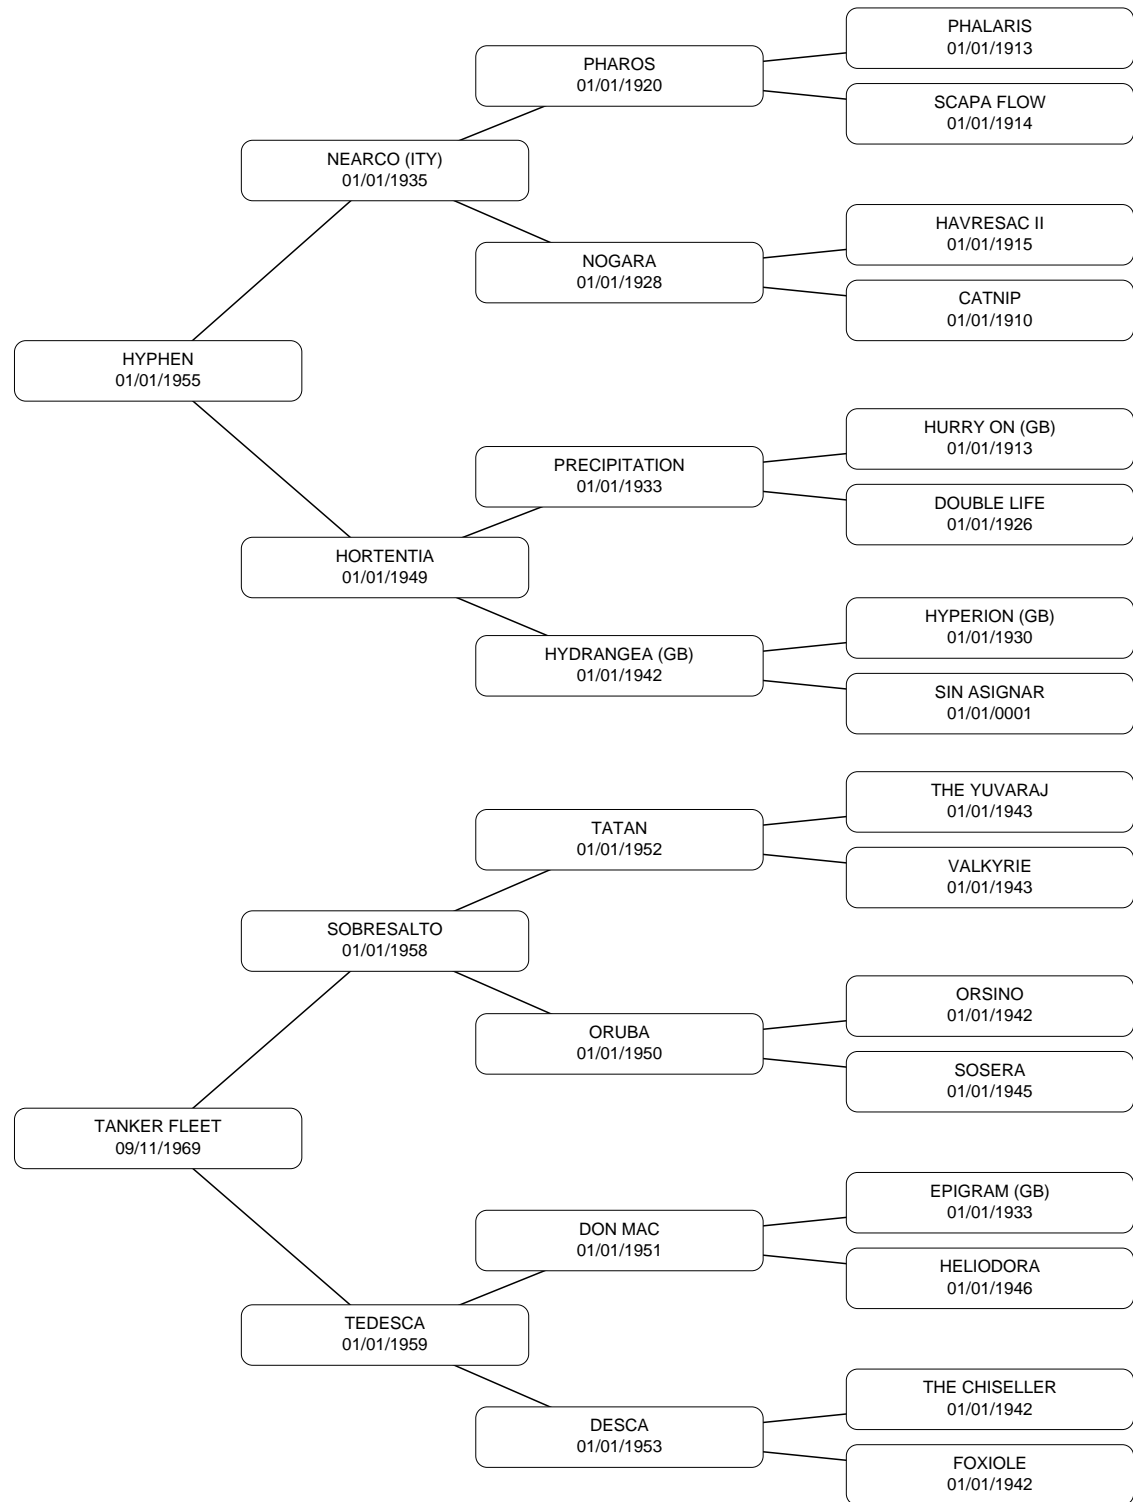 PHALARIS
01/01/1913
PHAROS
01/01/1920
SCAPA FLOW
01/01/1914
NEARCO (ITY)
01/01/1935
HAVRESAC II
01/01/1915
NOGARA
01/01/1928
CATNIP
01/01/1910
HYPHEN
01/01/1955
HURRY ON (GB)
01/01/1913
PRECIPITATION
01/01/1933
DOUBLE LIFE
01/01/1926
HORTENTIA
01/01/1949
HYPERION (GB)
01/01/1930
HYDRANGEA (GB)
01/01/1942
SIN ASIGNAR
01/01/0001
THE YUVARAJ
01/01/1943
TATAN
01/01/1952
VALKYRIE
01/01/1943
SOBRESALTO
01/01/1958
ORSINO
01/01/1942
ORUBA
01/01/1950
SOSERA
01/01/1945
TANKER FLEET
09/11/1969
EPIGRAM (GB)
01/01/1933
DON MAC
01/01/1951
HELIODORA
01/01/1946
TEDESCA
01/01/1959
THE CHISELLER
01/01/1942
DESCA
01/01/1953
FOXIOLE
01/01/1942